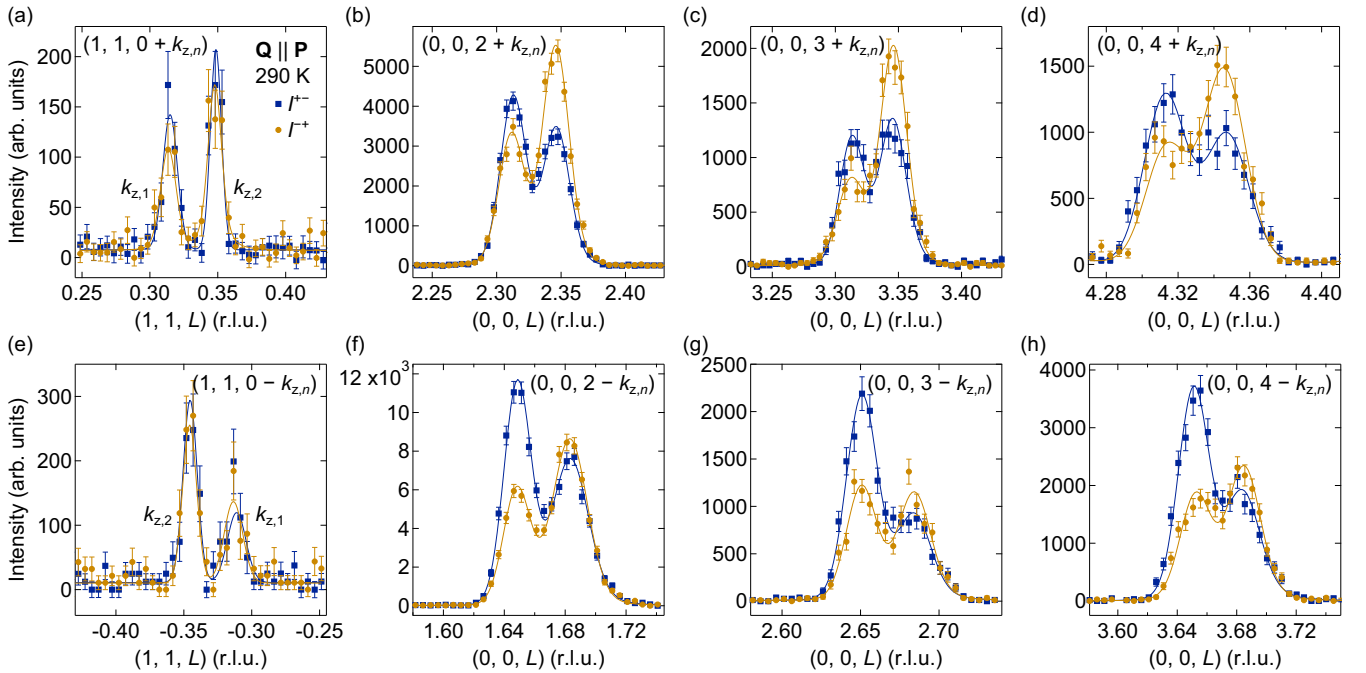 (a)
(1, 1, 0 + kz,n)
Q || P
290 K
I+−
I−+
kz,1
kz,2
Intensity (arb. units)
200
150
100
50
0
0.25 0.30 0.35 0.40
(1, 1, L) (r.l.u.)
(b)
(0, 0, 2 + kz,n)
5000
4000
3000
2000
1000
0
2.25 2.30 2.35 2.40
(0, 0, L) (r.l.u.)
(c)
(0, 0, 3 + kz,n)
2000
1500
1000
500
0
3.25 3.30 3.35 3.40
(0, 0, L) (r.l.u.)
(d)
(0, 0, 4 + kz,n)
1500
1000
500
0
4.28 4.32 4.36 4.40
(0, 0, L) (r.l.u.)
(e)
(1, 1, 0 − kz,n)
kz,2
kz,1
Intensity (arb. units)
300
200
100
0
-0.40 -0.35 -0.30 -0.25
(1, 1, L) (r.l.u.)
(f)
12 ×10³
(0, 0, 2 − kz,n)
10
8
6
4
2
0
1.60 1.64 1.68 1.72
(0, 0, L) (r.l.u.)
(g)
(0, 0, 3 − kz,n)
2500
2000
1500
1000
500
0
2.60 2.65 2.70
(0, 0, L) (r.l.u.)
(h)
(0, 0, 4 − kz,n)
4000
3000
2000
1000
0
3.60 3.64 3.68 3.72
(0, 0, L) (r.l.u.)